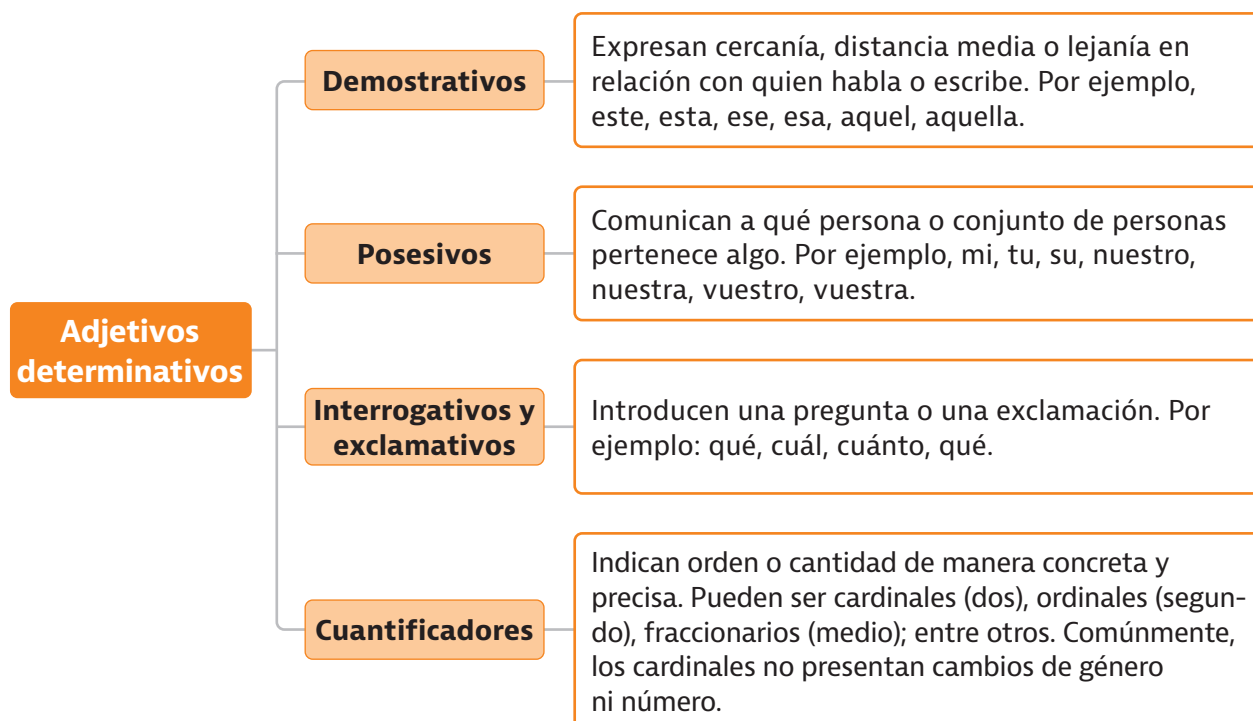 Adjetivos
determinativos
Demostrativos
Expresan cercanía, distancia media o lejanía en
relación con quien habla o escribe. Por ejemplo,
este, esta, ese, esa, aquel, aquella.
Posesivos
Comunican a qué persona o conjunto de personas
pertenece algo. Por ejemplo, mi, tu, su, nuestro,
nuestra, vuestro, vuestra.
Interrogativos y
exclamativos
Introducen una pregunta o una exclamación. Por
ejemplo: qué, cuál, cuánto, qué.
Cuantificadores
Indican orden o cantidad de manera concreta y
precisa. Pueden ser cardinales (dos), ordinales (segun-
do), fraccionarios (medio); entre otros. Comúnmente,
los cardinales no presentan cambios de género
ni número.